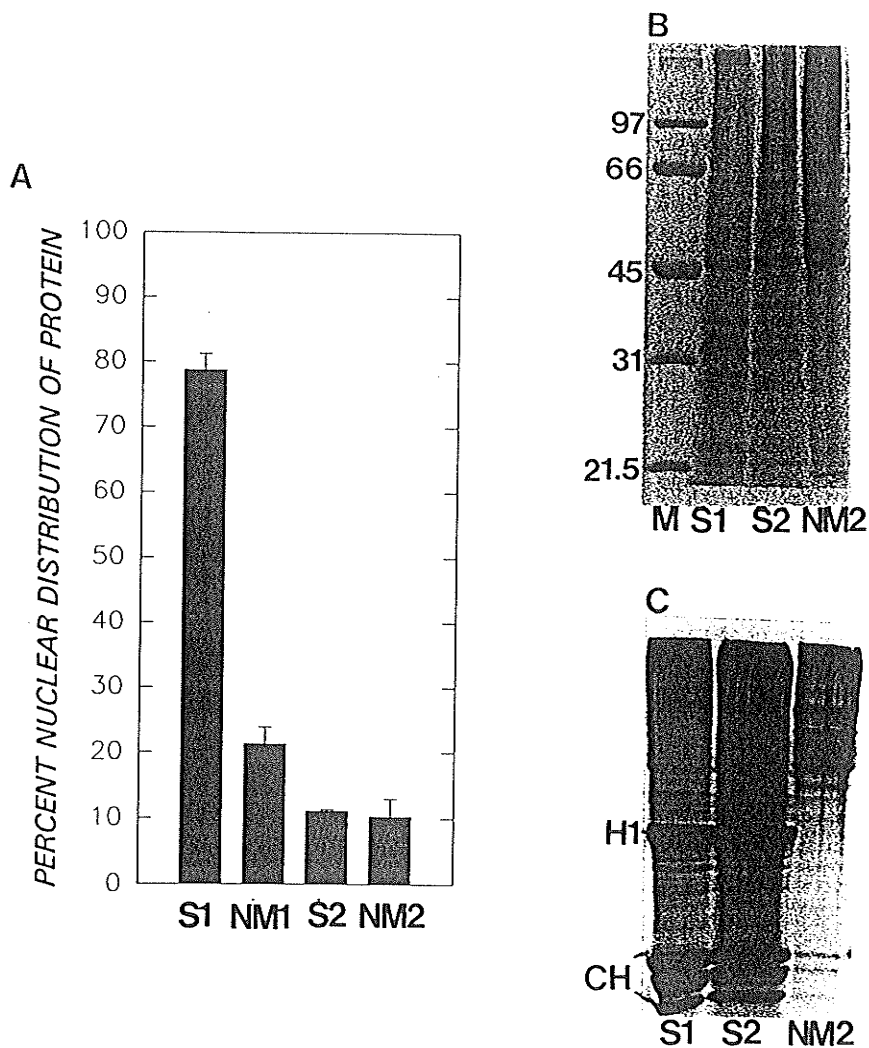 A
PERCENT NUCLEAR DISTRIBUTION OF PROTEIN
100
90
80
70
60
50
40
30
20
10
0
S1 NM1 S2 NM2
B
97
66
45
31
21.5
M S1 S2 NM2
C
H1
CH
S1 S2 NM2